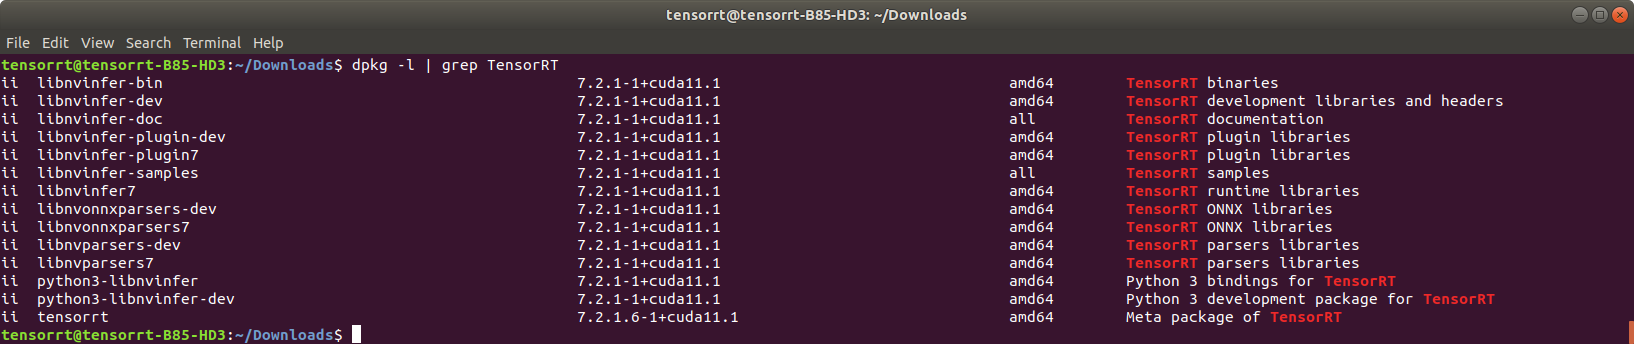 tensorrt@tensorrt-B85-HD3: ~/Downloads
File Edit View Search Terminal Help
tensorrt@tensorrt-B85-HD3:~/Downloads$ dpkg -l | grep TensorRT
ii libnvinfer-bin 7.2.1-1+cuda11.1 amd64 TensorRT binaries
ii libnvinfer-dev 7.2.1-1+cuda11.1 amd64 TensorRT development libraries and headers
ii libnvinfer-doc 7.2.1-1+cuda11.1 all TensorRT documentation
ii libnvinfer-plugin-dev 7.2.1-1+cuda11.1 amd64 TensorRT plugin libraries
ii libnvinfer-plugin7 7.2.1-1+cuda11.1 amd64 TensorRT plugin libraries
ii libnvinfer-samples 7.2.1-1+cuda11.1 all TensorRT samples
ii libnvinfer7 7.2.1-1+cuda11.1 amd64 TensorRT runtime libraries
ii libnvonnxparsers-dev 7.2.1-1+cuda11.1 amd64 TensorRT ONNX libraries
ii libnvonnxparsers7 7.2.1-1+cuda11.1 amd64 TensorRT ONNX libraries
ii libnvparsers-dev 7.2.1-1+cuda11.1 amd64 TensorRT parsers libraries
ii libnvparsers7 7.2.1-1+cuda11.1 amd64 TensorRT parsers libraries
ii python3-libnvinfer 7.2.1-1+cuda11.1 amd64 Python 3 bindings for TensorRT
ii python3-libnvinfer-dev 7.2.1-1+cuda11.1 amd64 Python 3 development package for TensorRT
ii tensorrt 7.2.1.6-1+cuda11.1 amd64 Meta package of TensorRT
tensorrt@tensorrt-B85-HD3:~/Downloads$